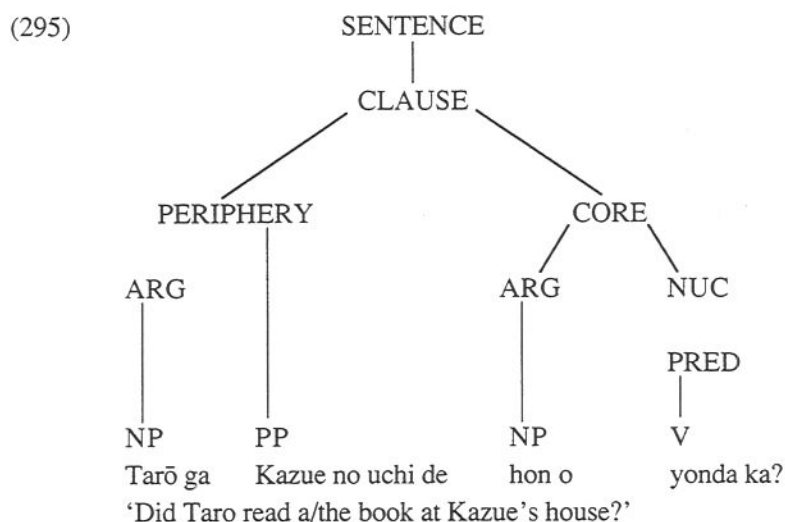 (295) SENTENCE
CLAUSE
PERIPHERY CORE
ARG ARG NUC
PRED
NP PP NP V
Tarō ga Kazue no uchi de hon o yonda ka?
‘Did Taro read a/the book at Kazue’s house?’